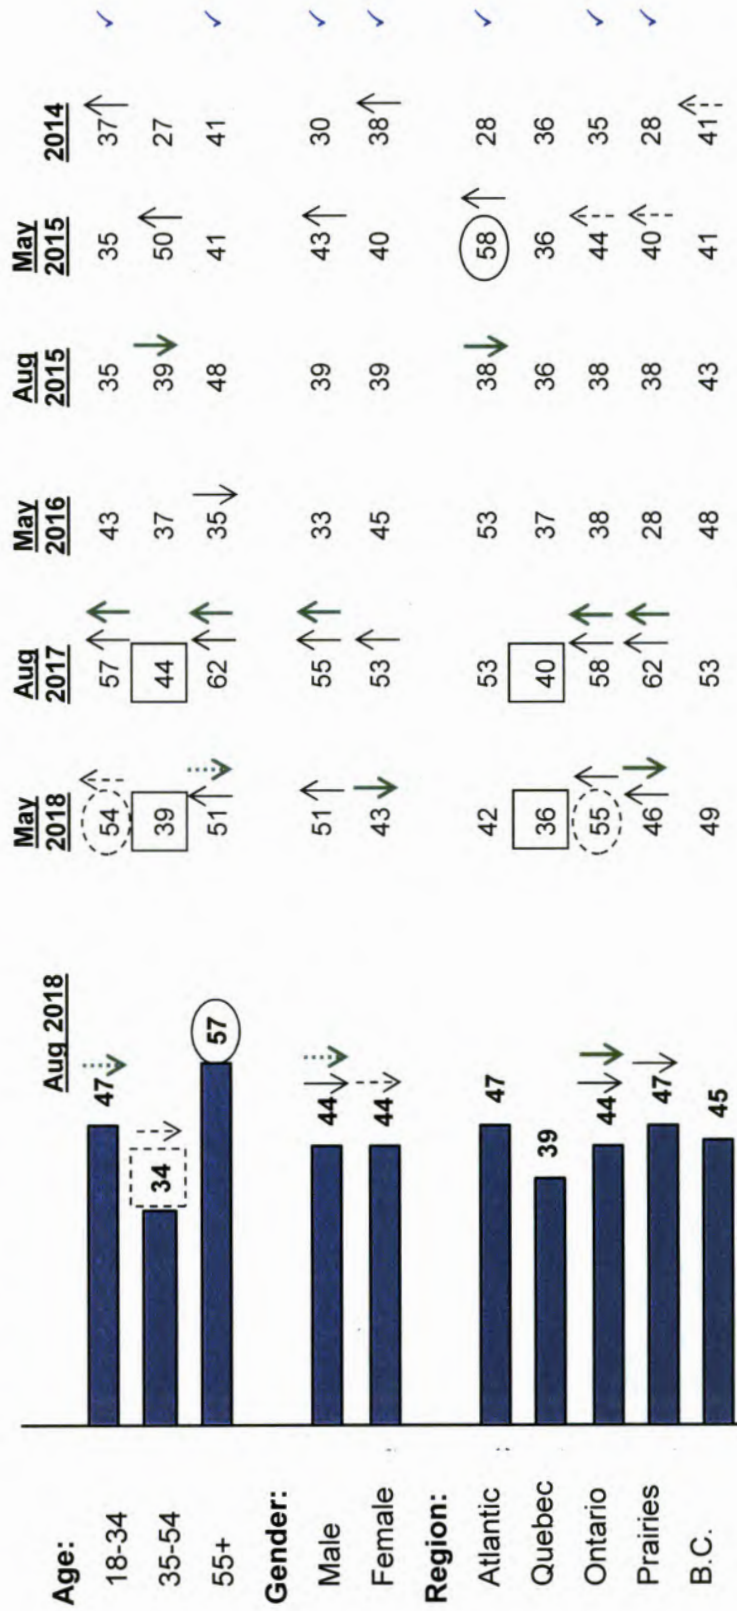 Aug 2018 May 2018 Aug 2017 May 2016 Aug 2015 May 2015 2014
Age:
18-34 47 54 57 43 35 35 37 ✓
35-54 34 39 44 37 39 50 27
55+ 57 51 62 35 48 41 41 ✓
Gender:
Male 44 51 55 33 39 43 30 ✓
Female 44 43 53 45 39 40 38 ✓
Region:
Atlantic 47 42 53 53 38 58 28 ✓
Quebec 39 36 40 37 36 36 36
Ontario 44 55 58 38 38 44 35 ✓
Prairies 47 46 62 28 38 40 28 ✓
B.C. 45 49 53 48 43 41 41